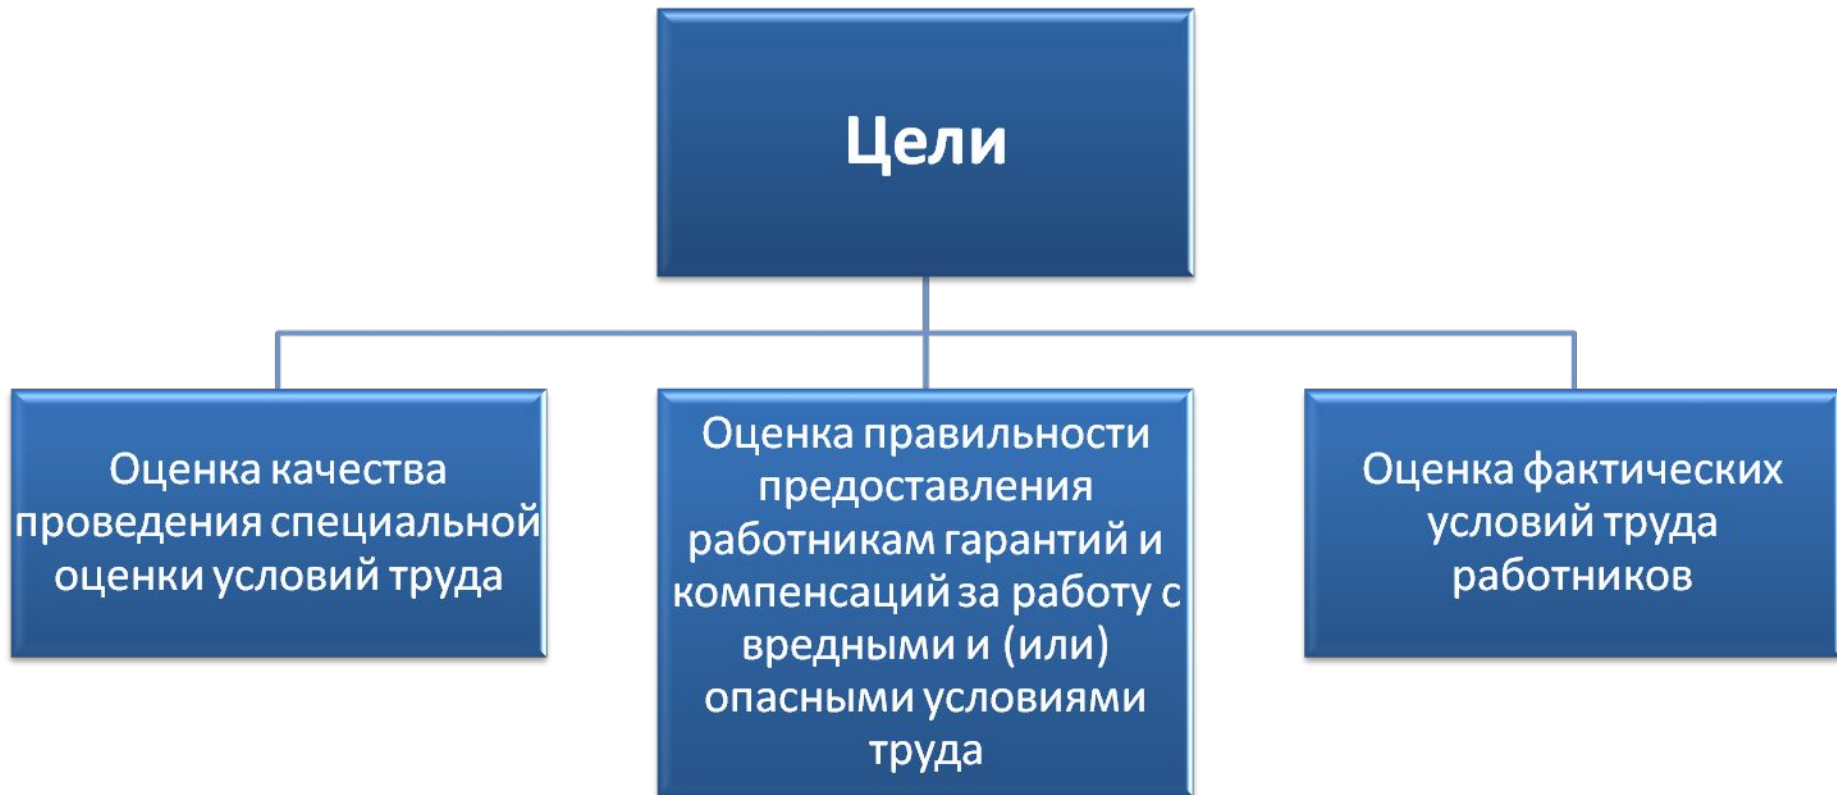 Цели
Оценка качества
проведения специальной
оценки условий труда
Оценка правильности
предоставления
работникам гарантий и
компенсаций за работу с
вредными и (или)
опасными условиями
труда
Оценка фактических
условий труда
работников